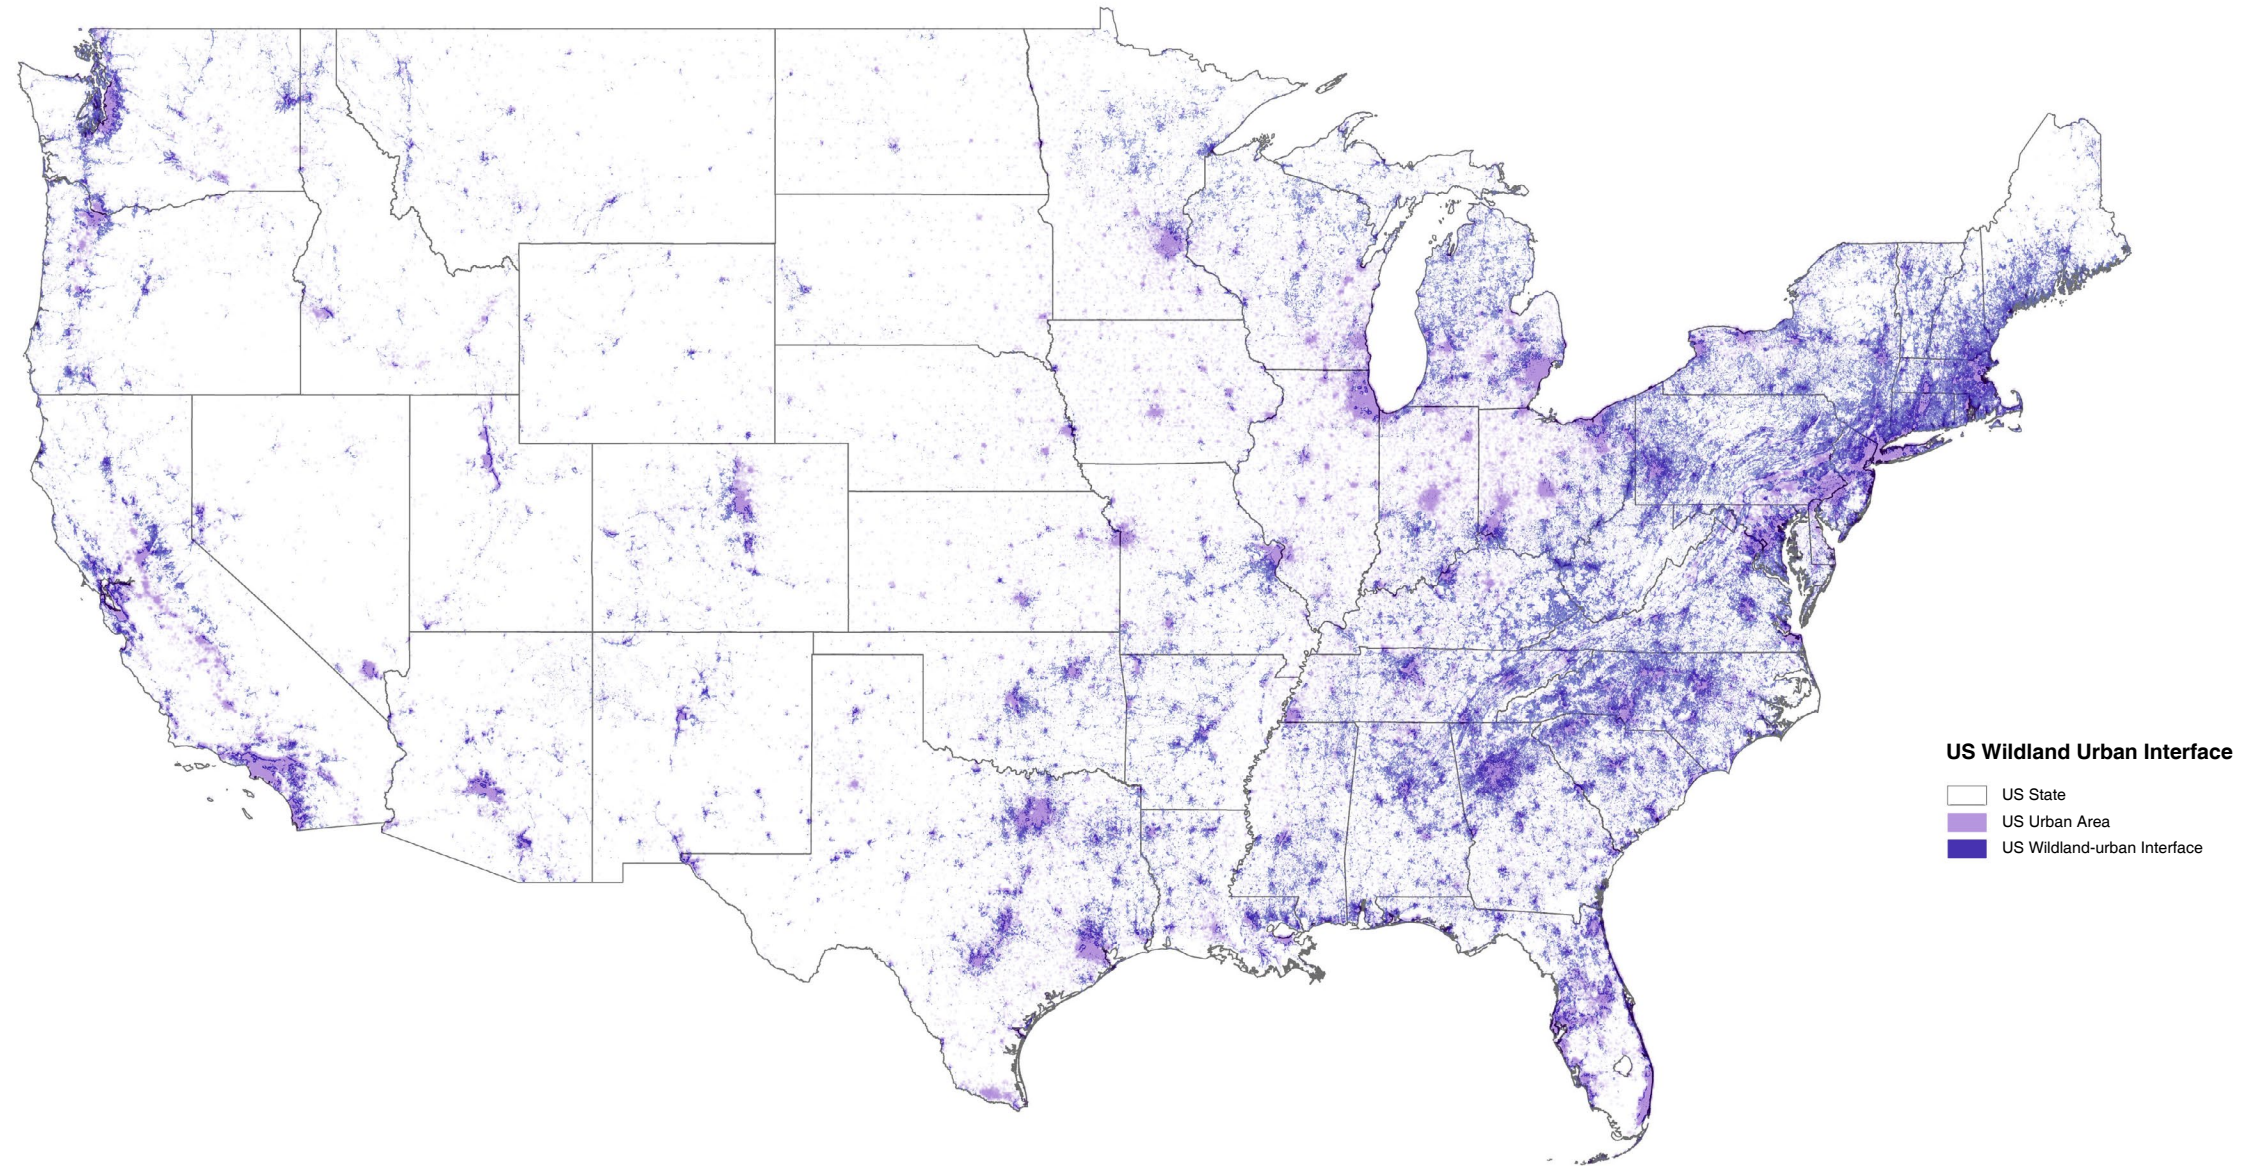 US Wildland Urban Interface
US State
US Urban Area
US Wildland-urban Interface